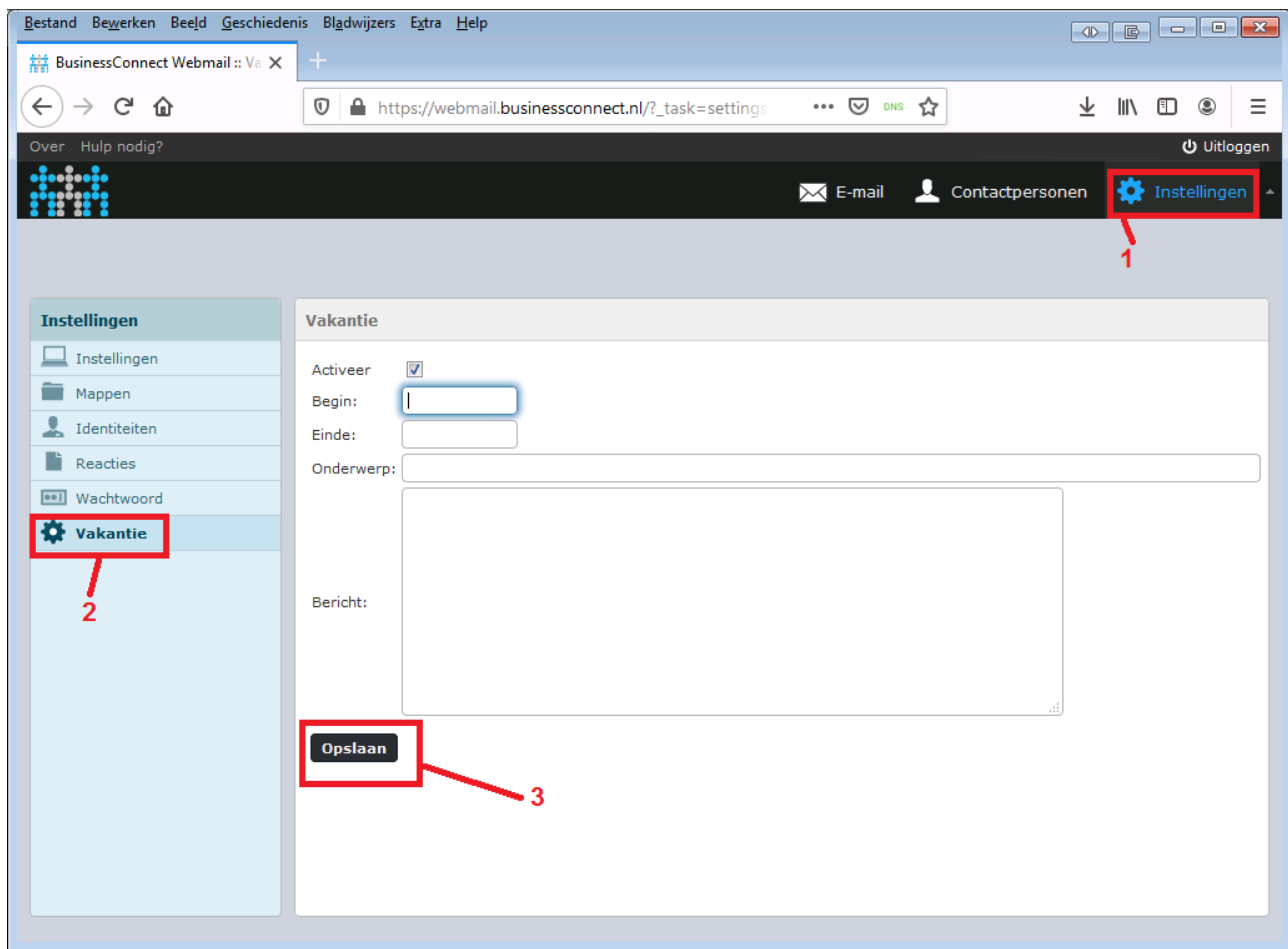 Bestand Bewerken Beeld Geschiedenis Bladwijzers Extra Help
BusinessConnect Webmail :: Va
https://webmail.businessconnect.nl/?_task=settings
DNS
Over Hulp nodig? Uitloggen
E-mail Contactpersonen Instellingen
1
Instellingen
Instellingen
Mappen
Identiteiten
Reacties
Wachtwoord
Vakantie
2
Vakantie
Activeer
Begin:
Einde:
Onderwerp:
Bericht:
Opslaan
3